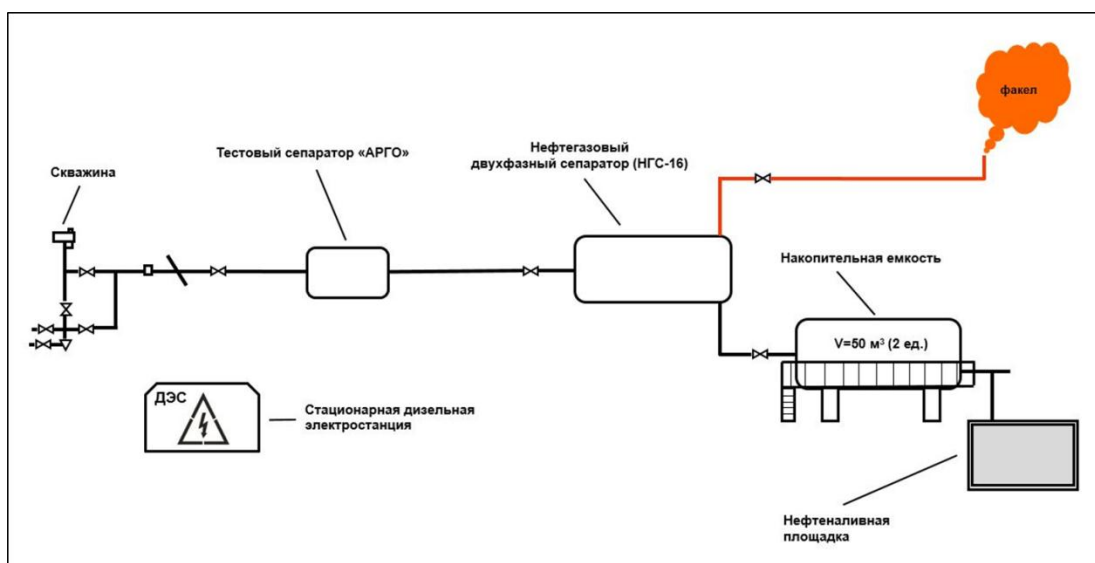 факел
Нефтегазовый
двухфазный сепаратор (НГС-16)
Тестовый сепаратор «АРГО»
Скважина
Накопительная емкость
V=50 м³ (2 ед.)
ДЭС
Стационарная дизельная
электростанция
Нефтеналивная
площадка